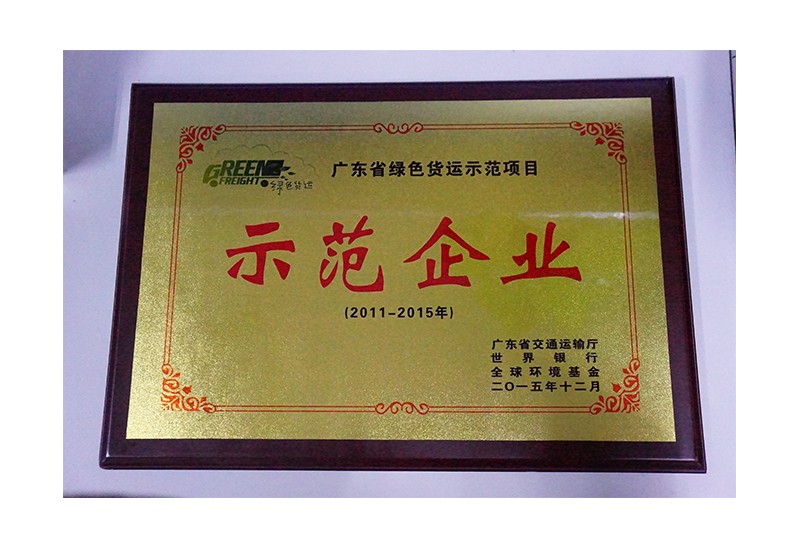 GREEN
FREIGHT
绿色货运
广东省绿色货运示范项目
示范企业
(2011-2015年)
广东省交通运输厅
世界银行
全球环境基金
二〇一五年十二月